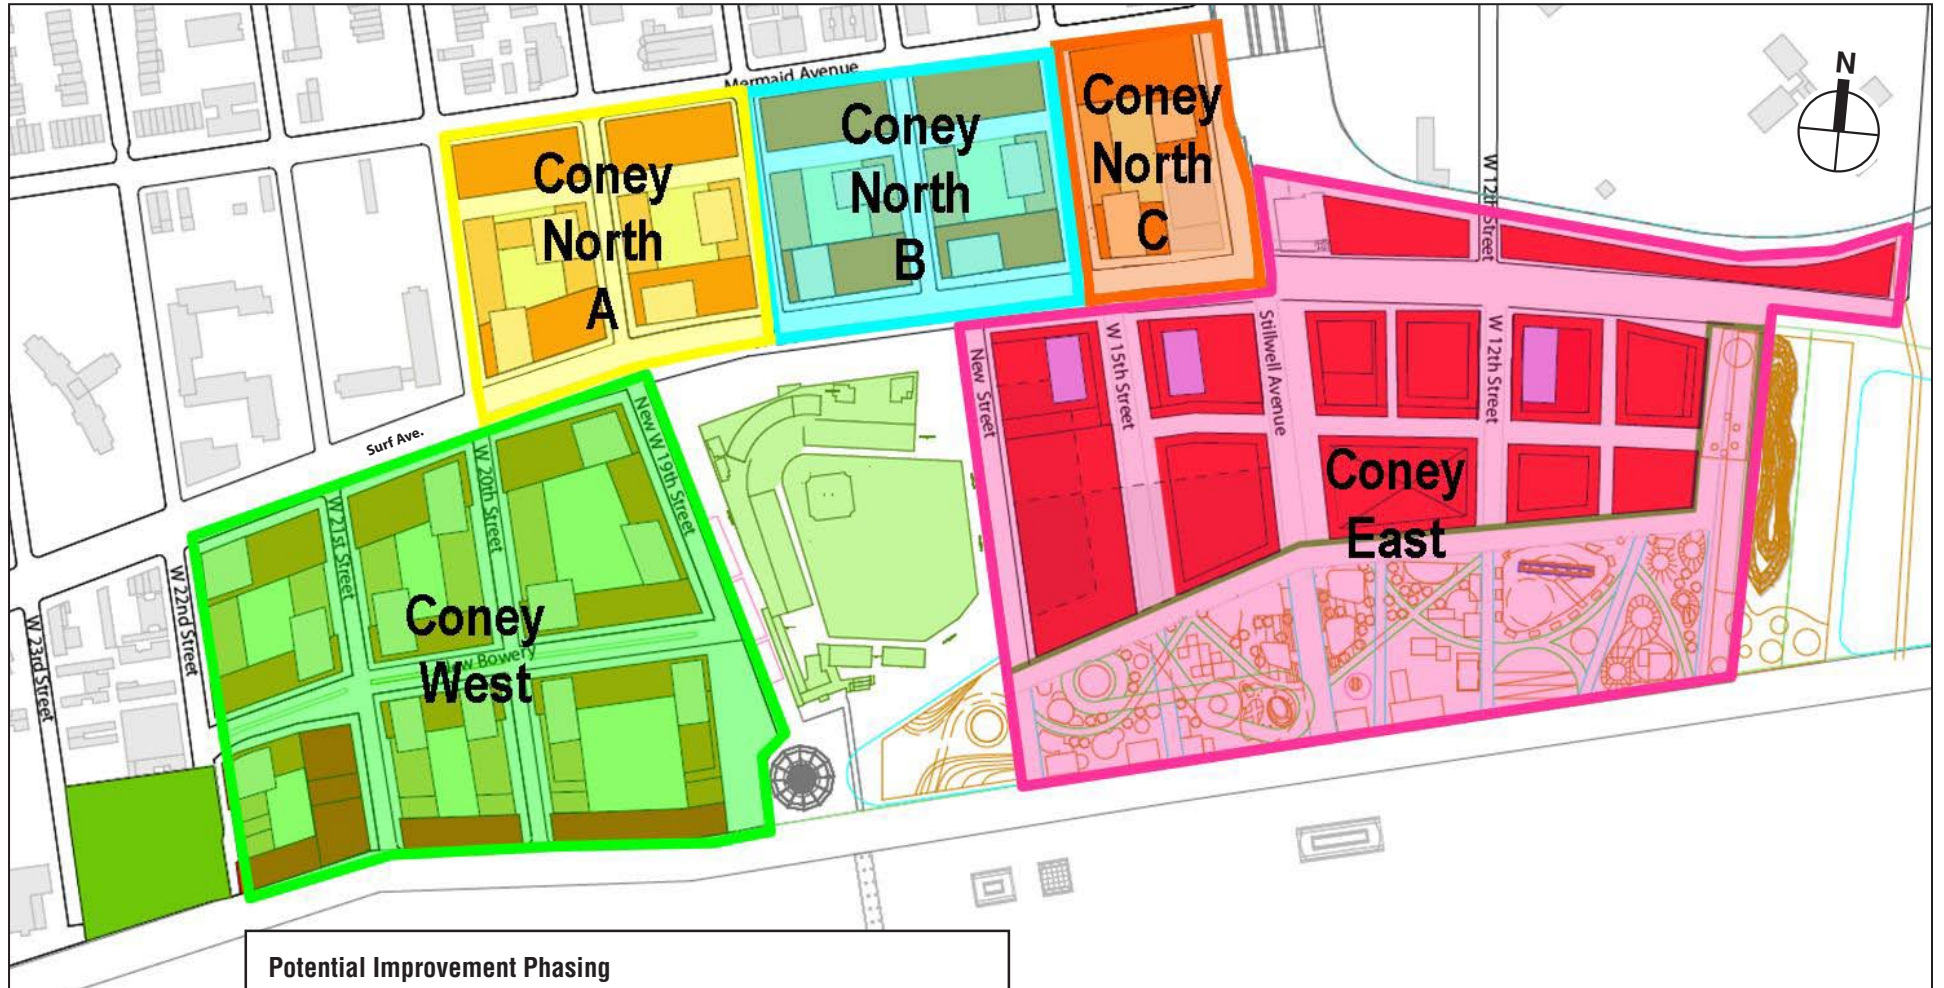 N
Mermaid Avenue
Coney
North
A
Coney
North
B
Coney
North
C
W 12th Street
New Street
W 15th Street
Stillwell Avenue
W 12th Street
Coney
East
Surf Ave.
New W 19th Street
W 20th Street
W 21st Street
W 22nd Street
W 23rd Street
Coney
West
New Bowery
Potential Improvement Phasing